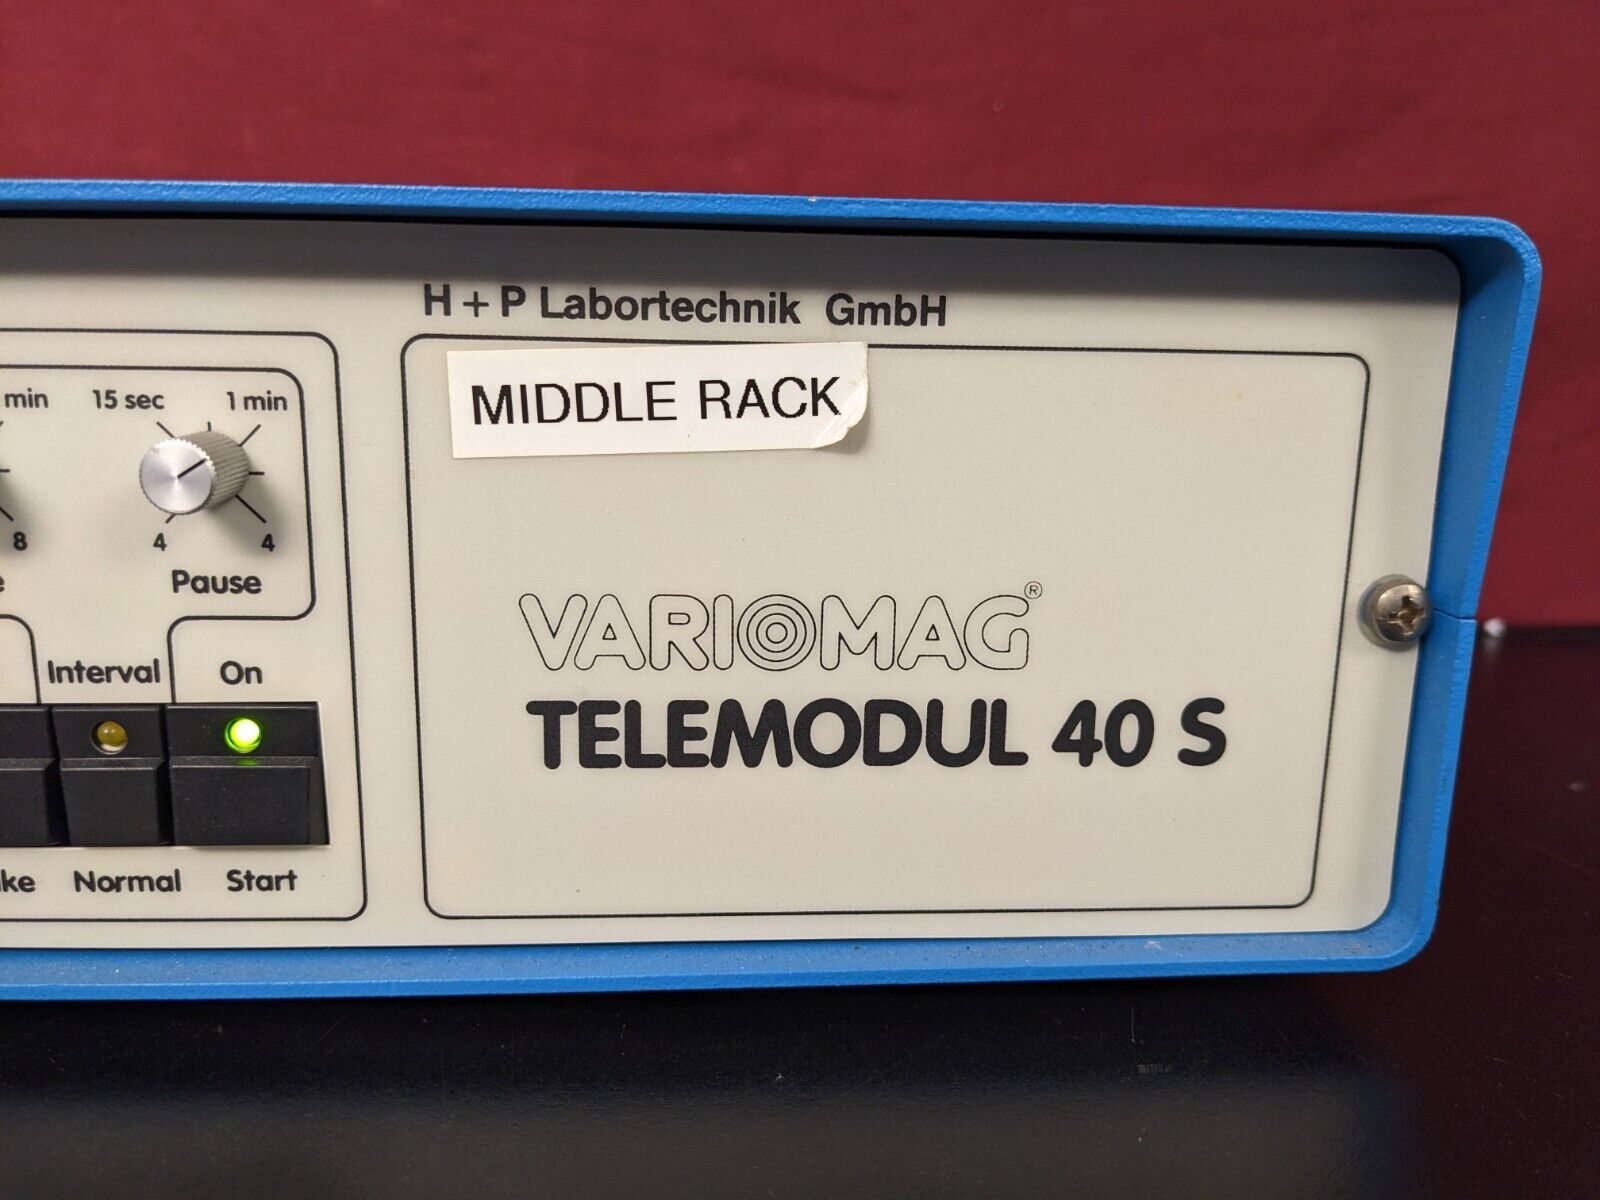 H + P Labortechnik GmbH
MIDDLE RACK
min 15 sec 1 min
8 4 4
Pause
VARIOMAG®
TELEMODUL 40 S
Interval On
Normal Start